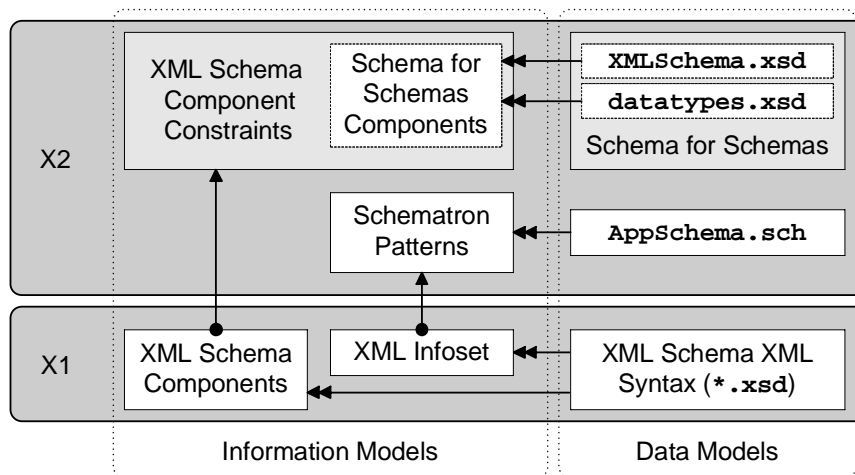 X2
XML Schema
Component
Constraints
Schema for
Schemas
Components
XMLSchema.xsd
datatypes.xsd
Schema for Schemas
Schematron
Patterns
AppSchema.sch
X1
XML Schema
Components
XML Infoset
XML Schema XML
Syntax (*.xsd)
Information Models
Data Models